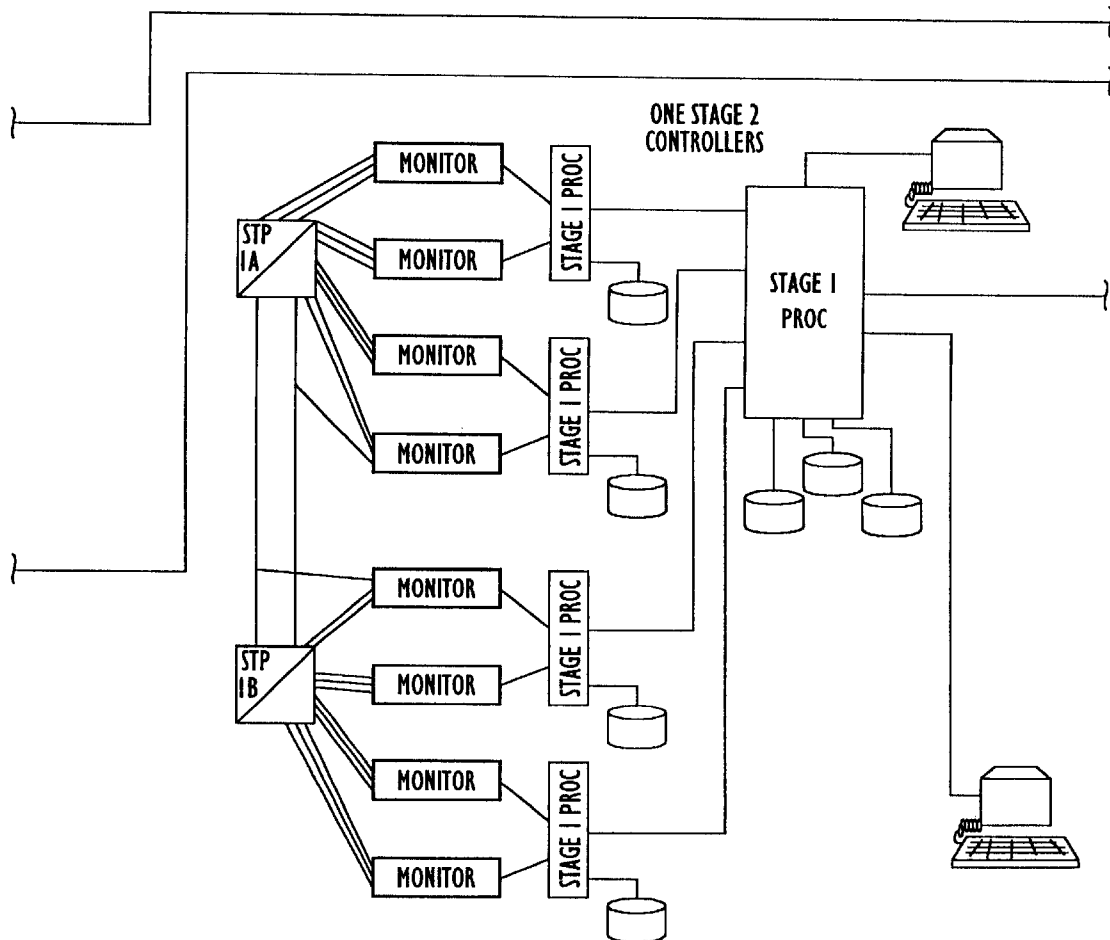 ONE STAGE 2
CONTROLLERS
MONITOR
STAGE 1 PROC
STP
1A
MONITOR
STAGE 1
PROC
MONITOR
STAGE 1 PROC
MONITOR
MONITOR
STAGE 1 PROC
STP
1B
MONITOR
MONITOR
STAGE 1 PROC
MONITOR